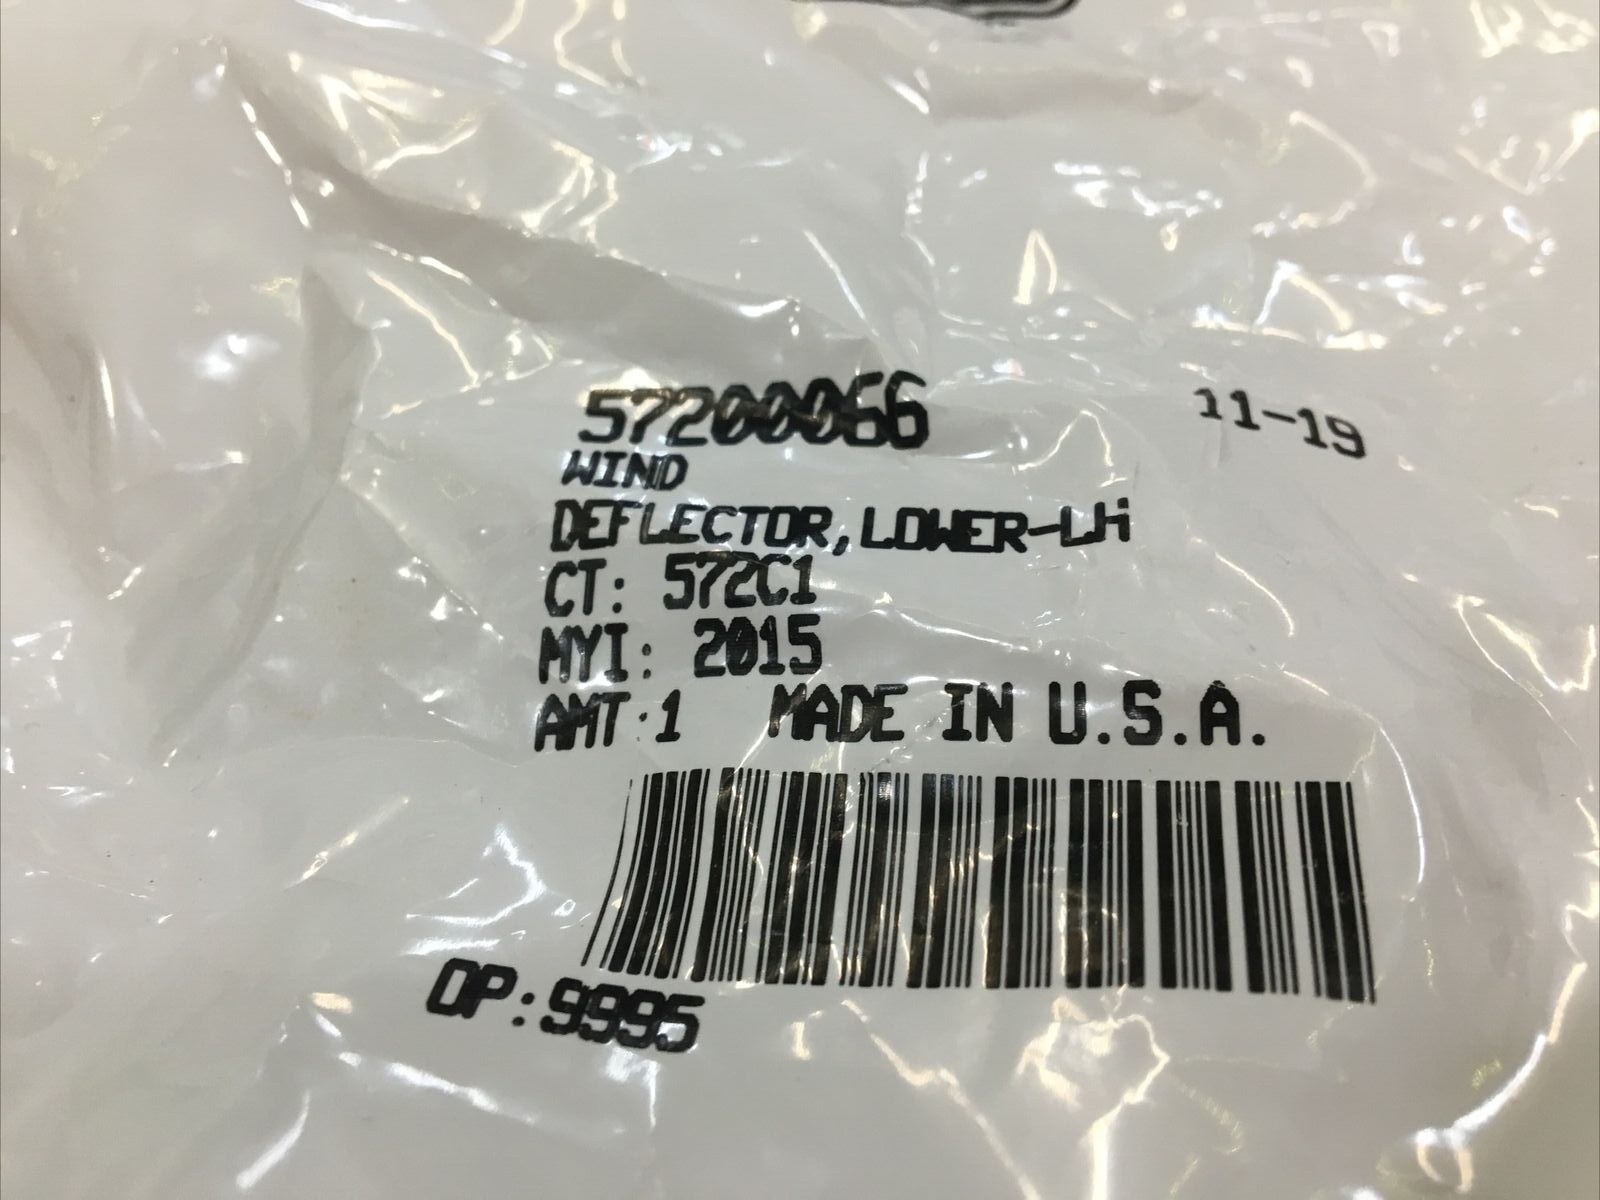 57200066
11-19
WIND
DEFLECTOR, LOWER-LH
CT: 572C1
MYI: 2015
AMT:1 MADE IN U.S.A.
OP:9995